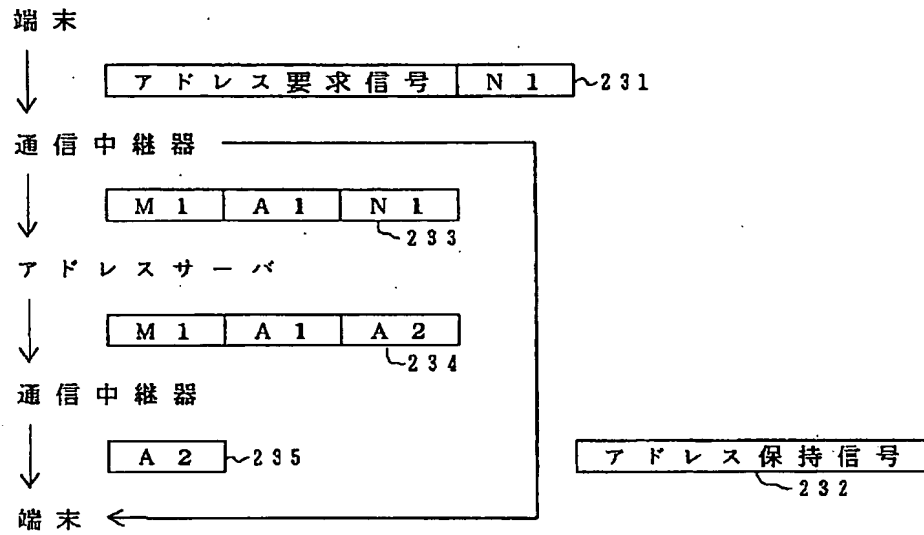 端末
アドレス要求信号 N1 231
通信中継器
M1 A1 N1
233
アドレスサーバ
M1 A1 A2
234
通信中継器
A2 235
アドレス保持信号
232
端末